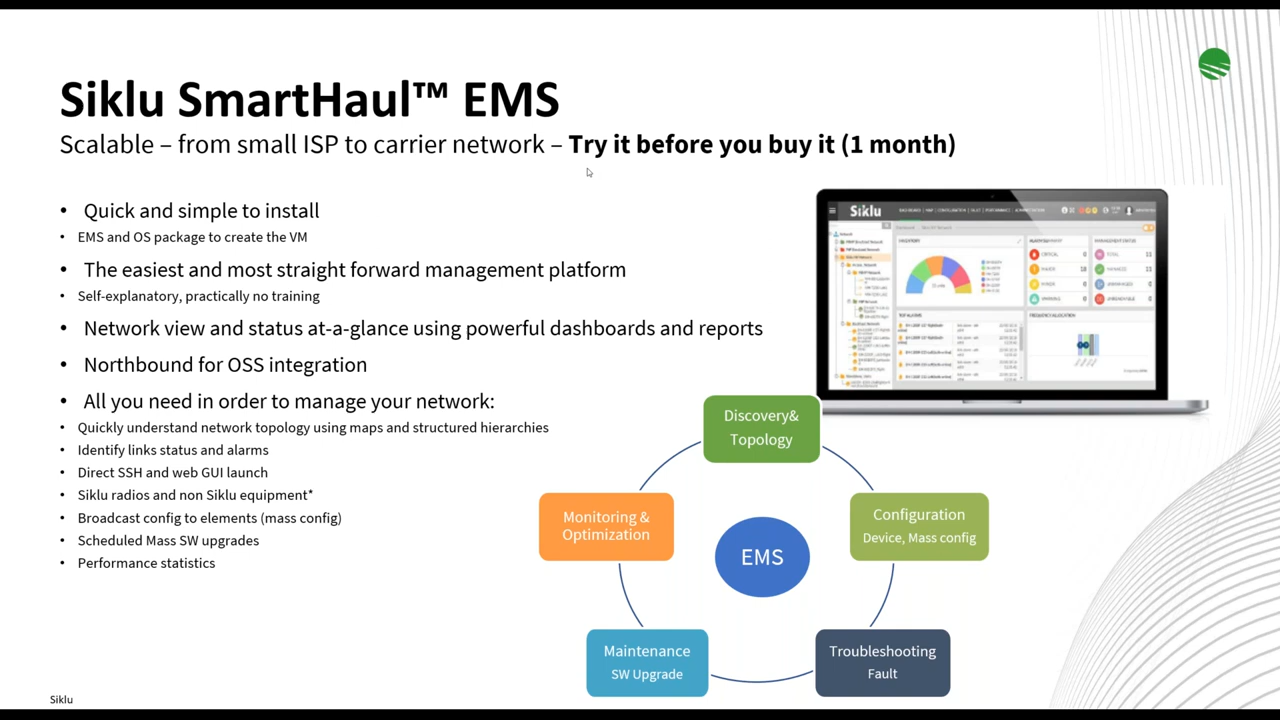 Siklu SmartHaul™ EMS
Scalable – from small ISP to carrier network – Try it before you buy it (1 month)
• Quick and simple to install
• EMS and OS package to create the VM
• The easiest and most straight forward management platform
• Self-explanatory, practically no training
• Network view and status at-a-glance using powerful dashboards and reports
• Northbound for OSS integration
• All you need in order to manage your network:
• Quickly understand network topology using maps and structured hierarchies
• Identify links status and alarms
• Direct SSH and web GUI launch
• Siklu radios and non Siklu equipment*
• Broadcast config to elements (mass config)
• Scheduled Mass SW upgrades
• Performance statistics
Siklu
INVENTORY
TOP ALARMS
FREQUENCY ALLOCATION
Discovery&
Topology
Monitoring &
Optimization
Configuration
Device, Mass config
EMS
Maintenance
SW Upgrade
Troubleshooting
Fault
Siklu